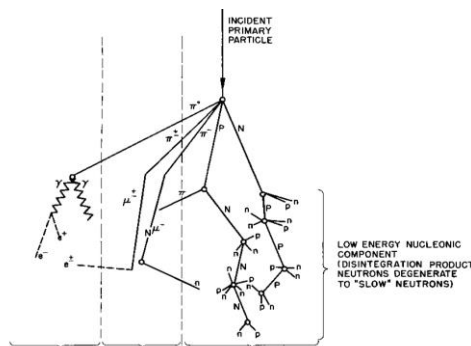 INCIDENT
PRIMARY
PARTICLE
π° π± π⁻ P N
γ γ
μ± π
N μ⁻ N
n P n
p n
e⁺
e⁻ e±
n
n p
N
P
n p
n
N
n p
LOW ENERGY NUCLEONIC
COMPONENT
(DISINTEGRATION PRODUCT
NEUTRONS DEGENERATE
TO "SLOW" NEUTRONS)